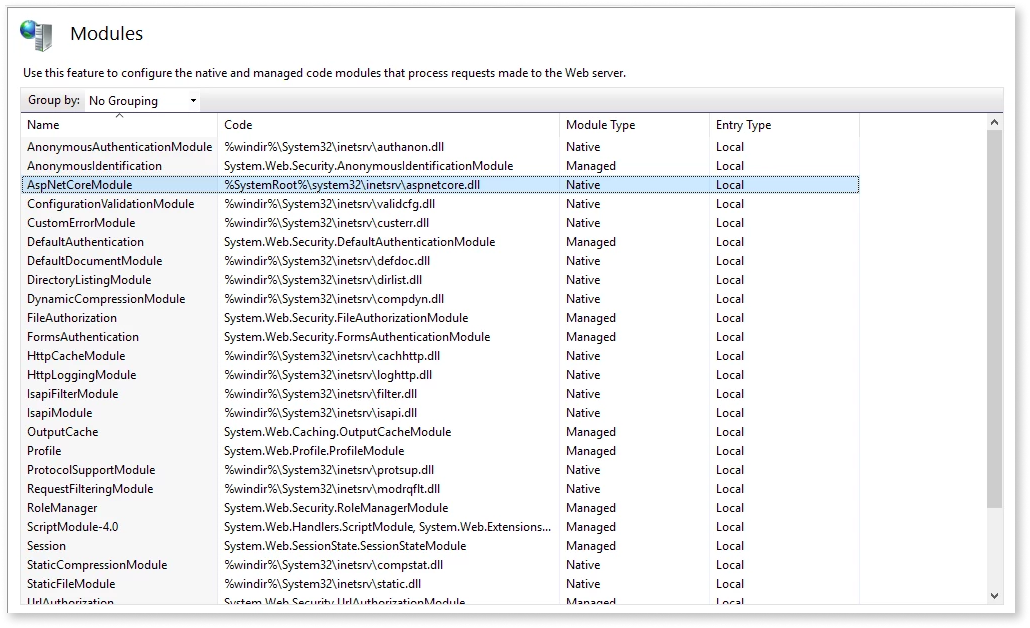 Modules
Use this feature to configure the native and managed code modules that process requests made to the Web server.
Group by: No Grouping
Name Code Module Type Entry Type
AnonymousAuthenticationModule %windir%\System32\inetsrv\authanon.dll Native Local
AnonymousIdentification System.Web.Security.AnonymousIdentificationModule Managed Local
AspNetCoreModule %SystemRoot%\system32\inetsrv\aspnetcore.dll Native Local
ConfigurationValidationModule %windir%\System32\inetsrv\validcfg.dll Native Local
CustomErrorModule %windir%\System32\inetsrv\custerr.dll Native Local
DefaultAuthentication System.Web.Security.DefaultAuthenticationModule Managed Local
DefaultDocumentModule %windir%\System32\inetsrv\defdoc.dll Native Local
DirectoryListingModule %windir%\System32\inetsrv\dirlist.dll Native Local
DynamicCompressionModule %windir%\System32\inetsrv\compdyn.dll Native Local
FileAuthorization System.Web.Security.FileAuthorizationModule Managed Local
FormsAuthentication System.Web.Security.FormsAuthenticationModule Managed Local
HttpCacheModule %windir%\System32\inetsrv\cachhttp.dll Native Local
HttpLoggingModule %windir%\System32\inetsrv\loghttp.dll Native Local
IsapiFilterModule %windir%\System32\inetsrv\filter.dll Native Local
IsapiModule %windir%\System32\inetsrv\isapi.dll Native Local
OutputCache System.Web.Caching.OutputCacheModule Managed Local
Profile System.Web.Profile.ProfileModule Managed Local
ProtocolSupportModule %windir%\System32\inetsrv\protsup.dll Native Local
RequestFilteringModule %windir%\System32\inetsrv\modrqflt.dll Native Local
RoleManager System.Web.Security.RoleManagerModule Managed Local
ScriptModule-4.0 System.Web.Handlers.ScriptModule, System.Web.Extensions... Managed Local
Session System.Web.SessionState.SessionStateModule Managed Local
StaticCompressionModule %windir%\System32\inetsrv\compstat.dll Native Local
StaticFileModule %windir%\System32\inetsrv\static.dll Native Local
UrlAuthorization System.Web.Security.UrlAuthorizationModule Managed Local